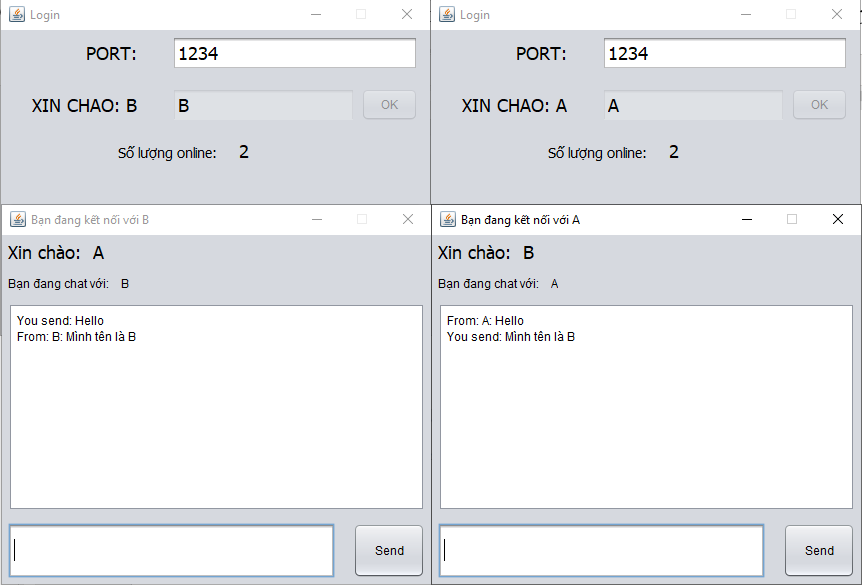 Login
PORT: 1234
XIN CHAO: B B OK
Số lượng online: 2
Login
PORT: 1234
XIN CHAO: A A OK
Số lượng online: 2
Bạn đang kết nối với B
Xin chào: A
Bạn đang chat với: B
You send: Hello
From: B: Mình tên là B
Send
Bạn đang kết nối với A
Xin chào: B
Bạn đang chat với: A
From: A: Hello
You send: Mình tên là B
Send